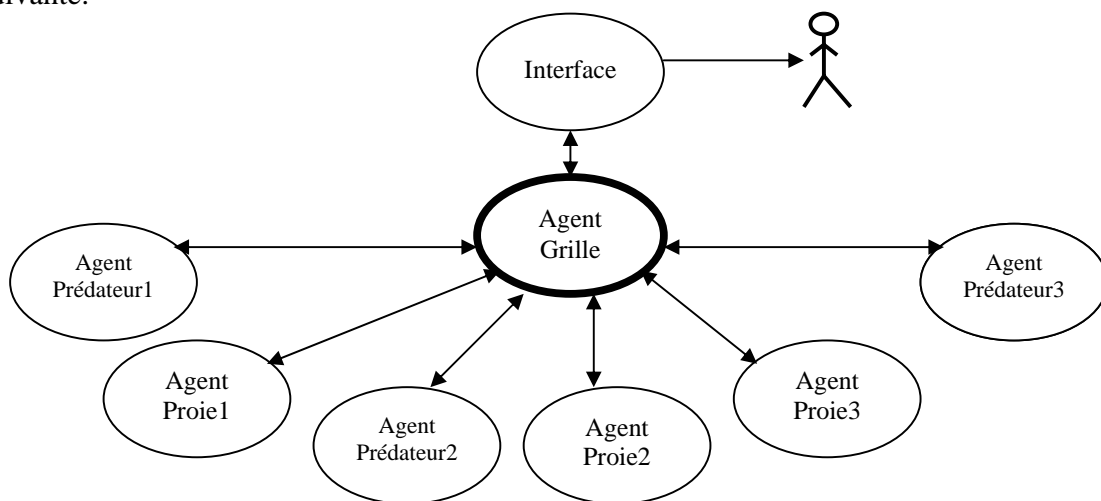 Interface
Agent
Grille
Agent
Prédateur1
Agent
Prédateur3
Agent
Proie1
Agent
Proie3
Agent
Prédateur2
Agent
Proie2